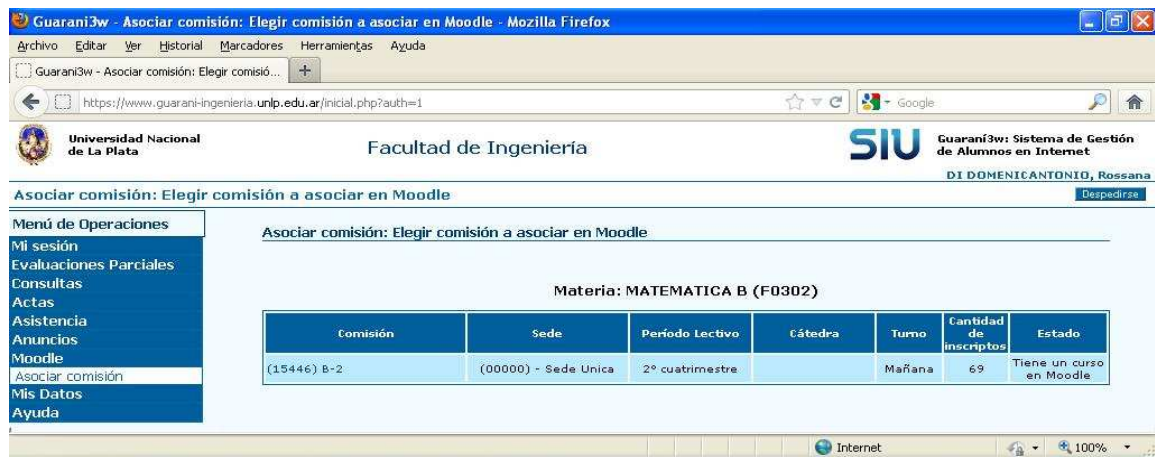 Guarani3w - Asociar comisión: Elegir comisión a asociar en Moodle - Mozilla Firefox
Archivo Editar Ver Historial Marcadores Herramientas Ayuda
Guarani3w - Asociar comisión: Elegir comisió... +
https://www.guarani-ingenieria.unlp.edu.ar/inicial.php?auth=1 Google
Universidad Nacional
de La Plata
Facultad de Ingeniería
SIU
Guaraní3w: Sistema de Gestión
de Alumnos en Internet
DI DOMENICANTONIO, Rossana
Asociar comisión: Elegir comisión a asociar en Moodle
Despedirse
Menú de Operaciones
Mi sesión
Evaluaciones Parciales
Consultas
Actas
Asistencia
Anuncios
Moodle
Asociar comisión
Mis Datos
Ayuda
Asociar comisión: Elegir comisión a asociar en Moodle
Materia: MATEMATICA B (F0302)
Comisión Sede Período Lectivo Cátedra Turno Cantidad de inscriptos Estado
(15446) B-2 (00000) - Sede Unica 2º cuatrimestre Mañana 69 Tiene un curso en Moodle
Internet 100%